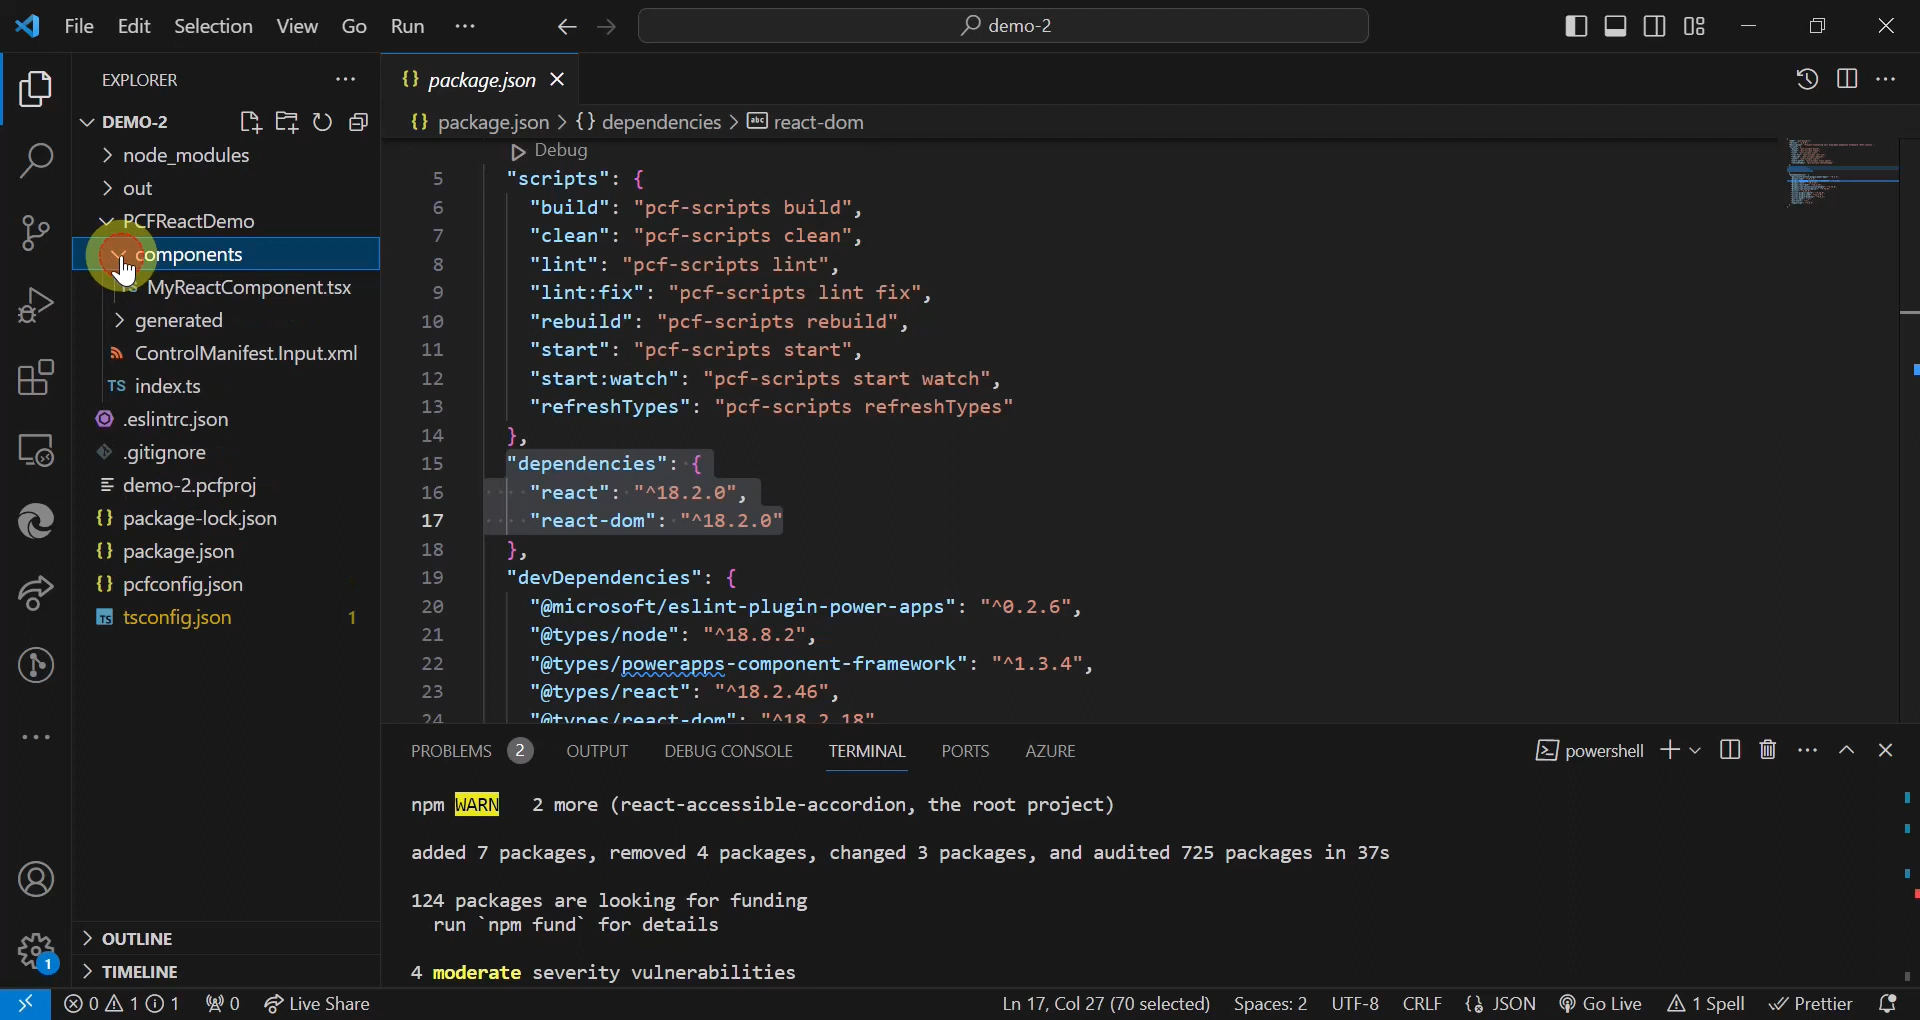 File Edit Selection View Go Run ···
demo-2
EXPLORER
DEMO-2
node_modules
out
PCFReactDemo
components
MyReactComponent.tsx
generated
ControlManifest.Input.xml
TS index.ts
.eslintrc.json
.gitignore
demo-2.pcfproj
{} package-lock.json
{} package.json
{} pcfconfig.json
TS tsconfig.json 1
OUTLINE
TIMELINE
{} package.json
{} package.json > {} dependencies > abc react-dom
Debug
5 "scripts": {
6 "build": "pcf-scripts build",
7 "clean": "pcf-scripts clean",
8 "lint": "pcf-scripts lint",
9 "lint:fix": "pcf-scripts lint fix",
10 "rebuild": "pcf-scripts rebuild",
11 "start": "pcf-scripts start",
12 "start:watch": "pcf-scripts start watch",
13 "refreshTypes": "pcf-scripts refreshTypes"
14 },
15 "dependencies": {
16 "react": "^18.2.0",
17 "react-dom": "^18.2.0"
18 },
19 "devDependencies": {
20 "@microsoft/eslint-plugin-power-apps": "^0.2.6",
21 "@types/node": "^18.8.2",
22 "@types/powerapps-component-framework": "^1.3.4",
23 "@types/react": "^18.2.46",
24 "@types/react-dom": "^18.2.18"
PROBLEMS 2 OUTPUT DEBUG CONSOLE TERMINAL PORTS AZURE
powershell
npm WARN 2 more (react-accessible-accordion, the root project)
added 7 packages, removed 4 packages, changed 3 packages, and audited 725 packages in 37s
124 packages are looking for funding
run `npm fund` for details
4 moderate severity vulnerabilities
1
0 1 1 0 Live Share Ln 17, Col 27 (70 selected) Spaces: 2 UTF-8 CRLF {} JSON Go Live 1 Spell Prettier